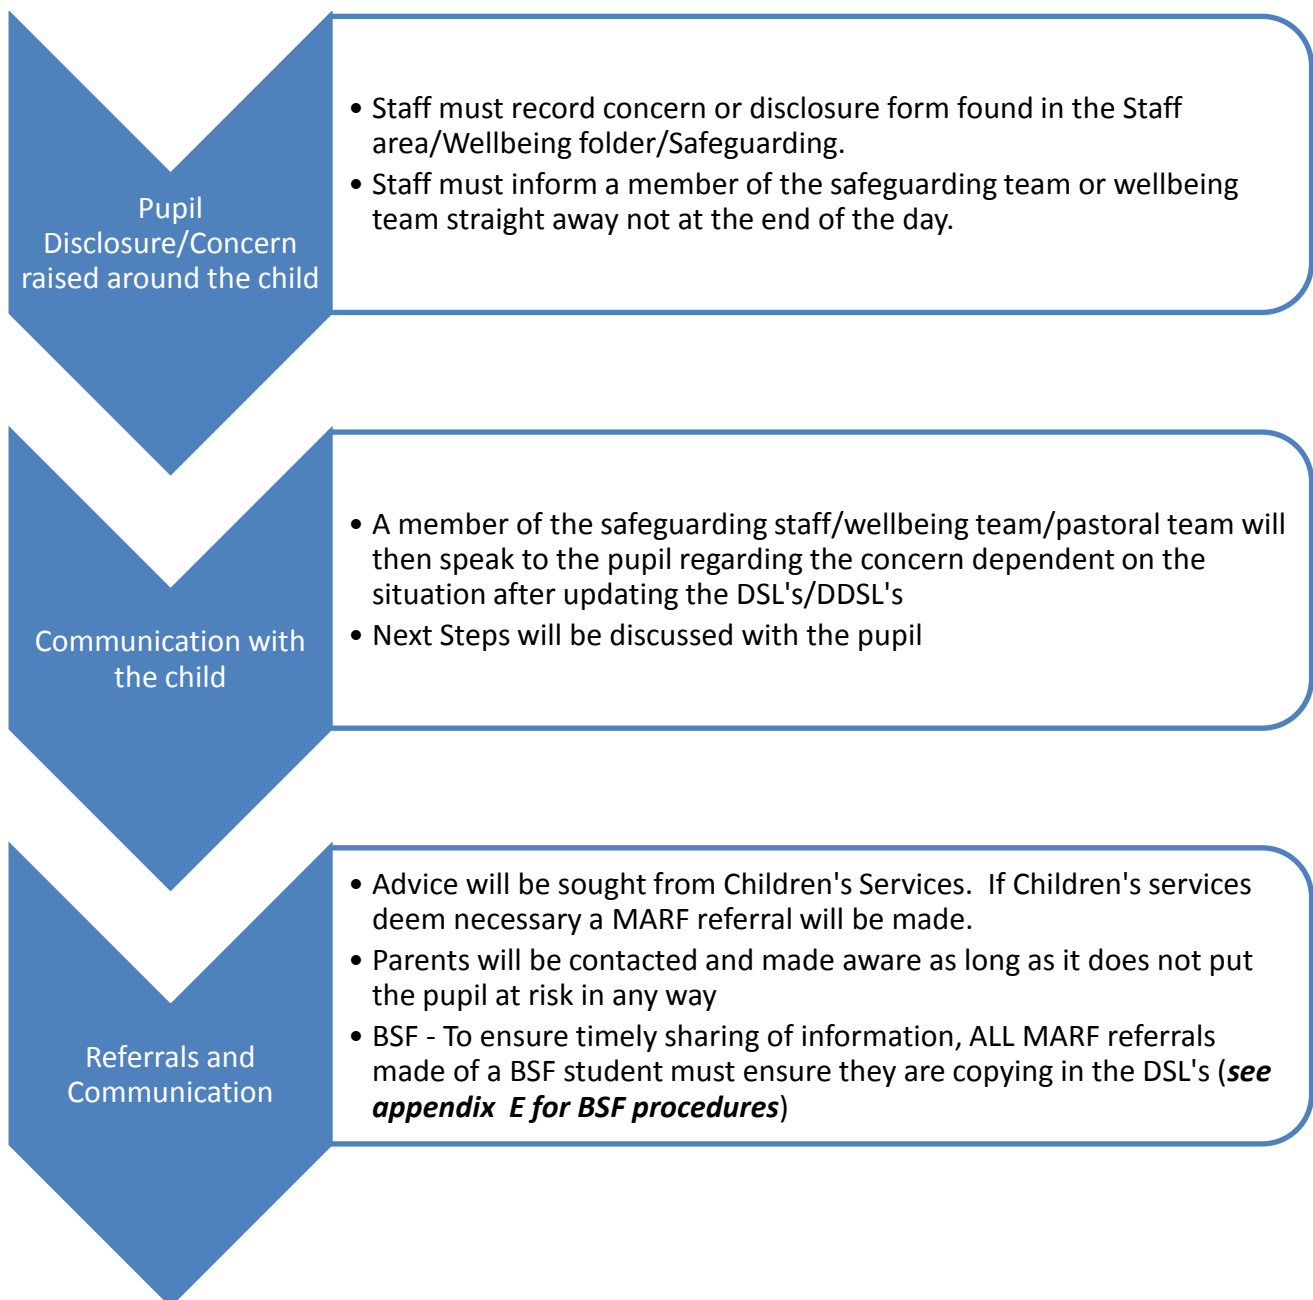 Pupil
Disclosure/Concern
raised around the child
• Staff must record concern or disclosure form found in the Staff
area/Wellbeing folder/Safeguarding.
• Staff must inform a member of the safeguarding team or wellbeing
team straight away not at the end of the day.
Communication with
the child
• A member of the safeguarding staff/wellbeing team/pastoral team will
then speak to the pupil regarding the concern dependent on the
situation after updating the DSL's/DDSL's
• Next Steps will be discussed with the pupil
Referrals and
Communication
• Advice will be sought from Children's Services.  If Children's services
deem necessary a MARF referral will be made.
• Parents will be contacted and made aware as long as it does not put
the pupil at risk in any way
• BSF - To ensure timely sharing of information, ALL MARF referrals
made of a BSF student must ensure they are copying in the DSL's (see
appendix  E for BSF procedures)